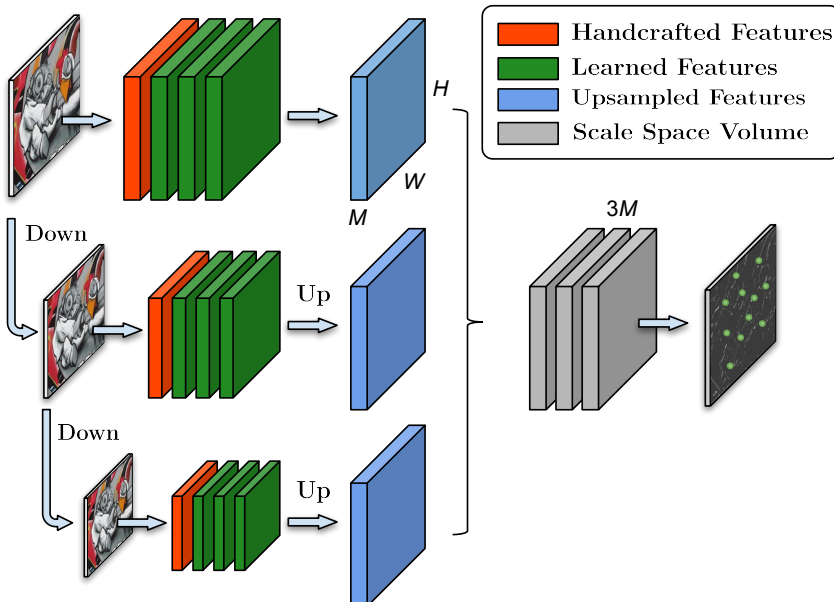 Handcrafted Features
Learned Features
Upsampled Features
Scale Space Volume
H
W
M
Down
Up
3M
Down
Up